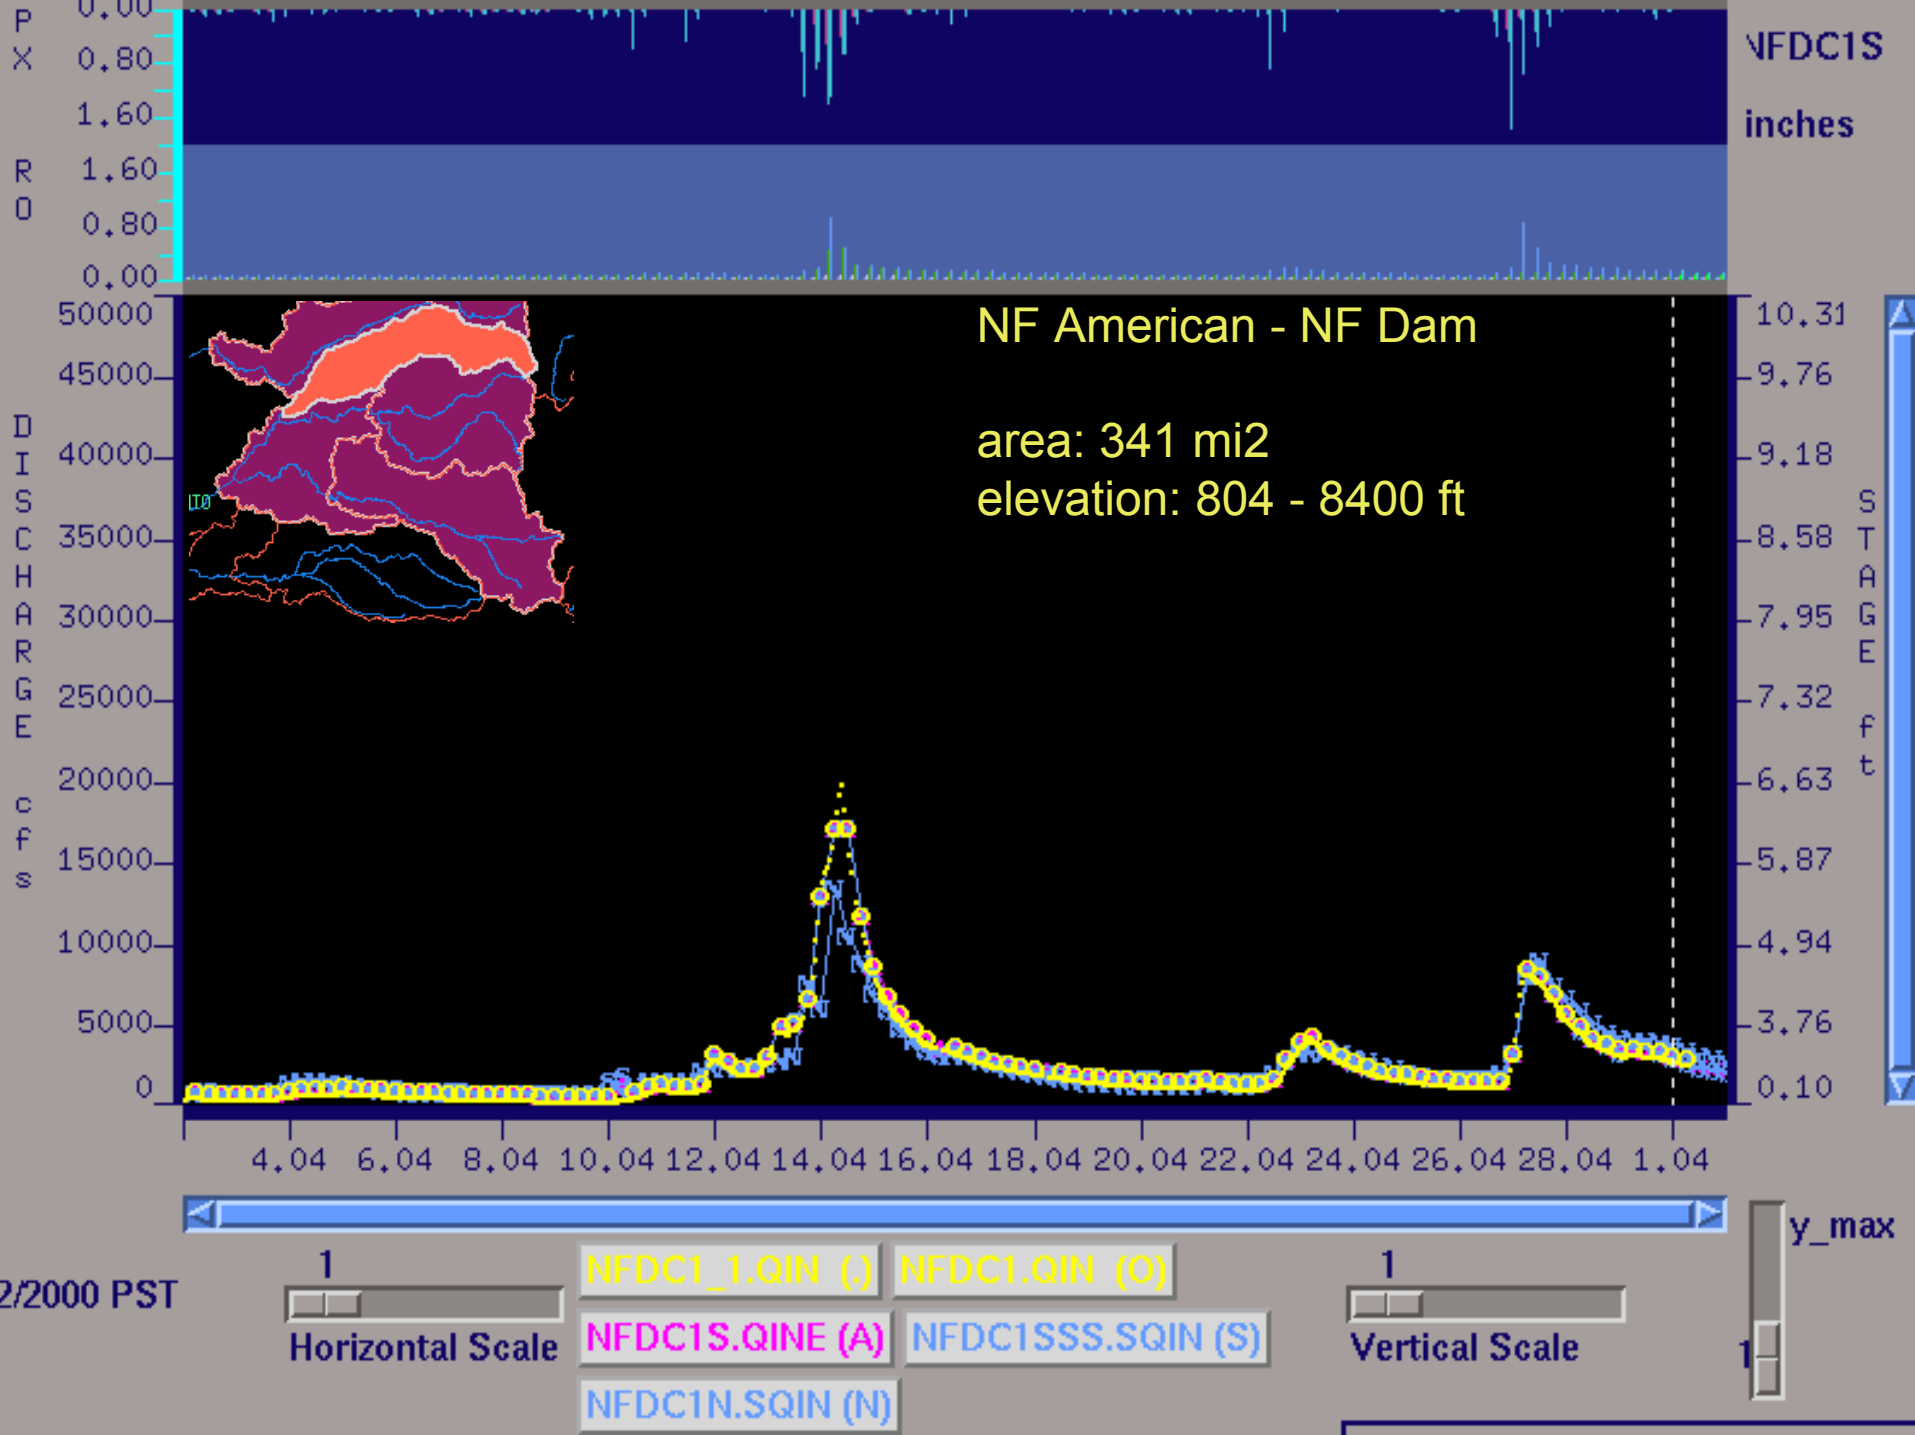 P
X
0.00
0.80
1.60
NFDC1S
inches
R
O
1.60
0.80
0.00
NF American - NF Dam
area: 341 mi2
elevation: 804 - 8400 ft
DISCHARGE cfs
50000
45000
40000
35000
30000
25000
20000
15000
10000
5000
0
10.31
9.76
9.18
8.58
7.95
7.32
6.63
5.87
4.94
3.76
0.10
STAGE ft
4.04 6.04 8.04 10.04 12.04 14.04 16.04 18.04 20.04 22.04 24.04 26.04 28.04 1.04
y_max
1
2/2000 PST
1
Horizontal Scale
NFDC1_1.QIN (.)
NFDC1.QIN (O)
NFDC1S.QINE (A)
NFDC1SSS.SQIN (S)
NFDC1N.SQIN (N)
1
Vertical Scale